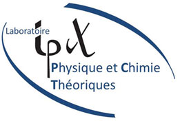 Laboratoire
Physique et Chimie
Théoriques